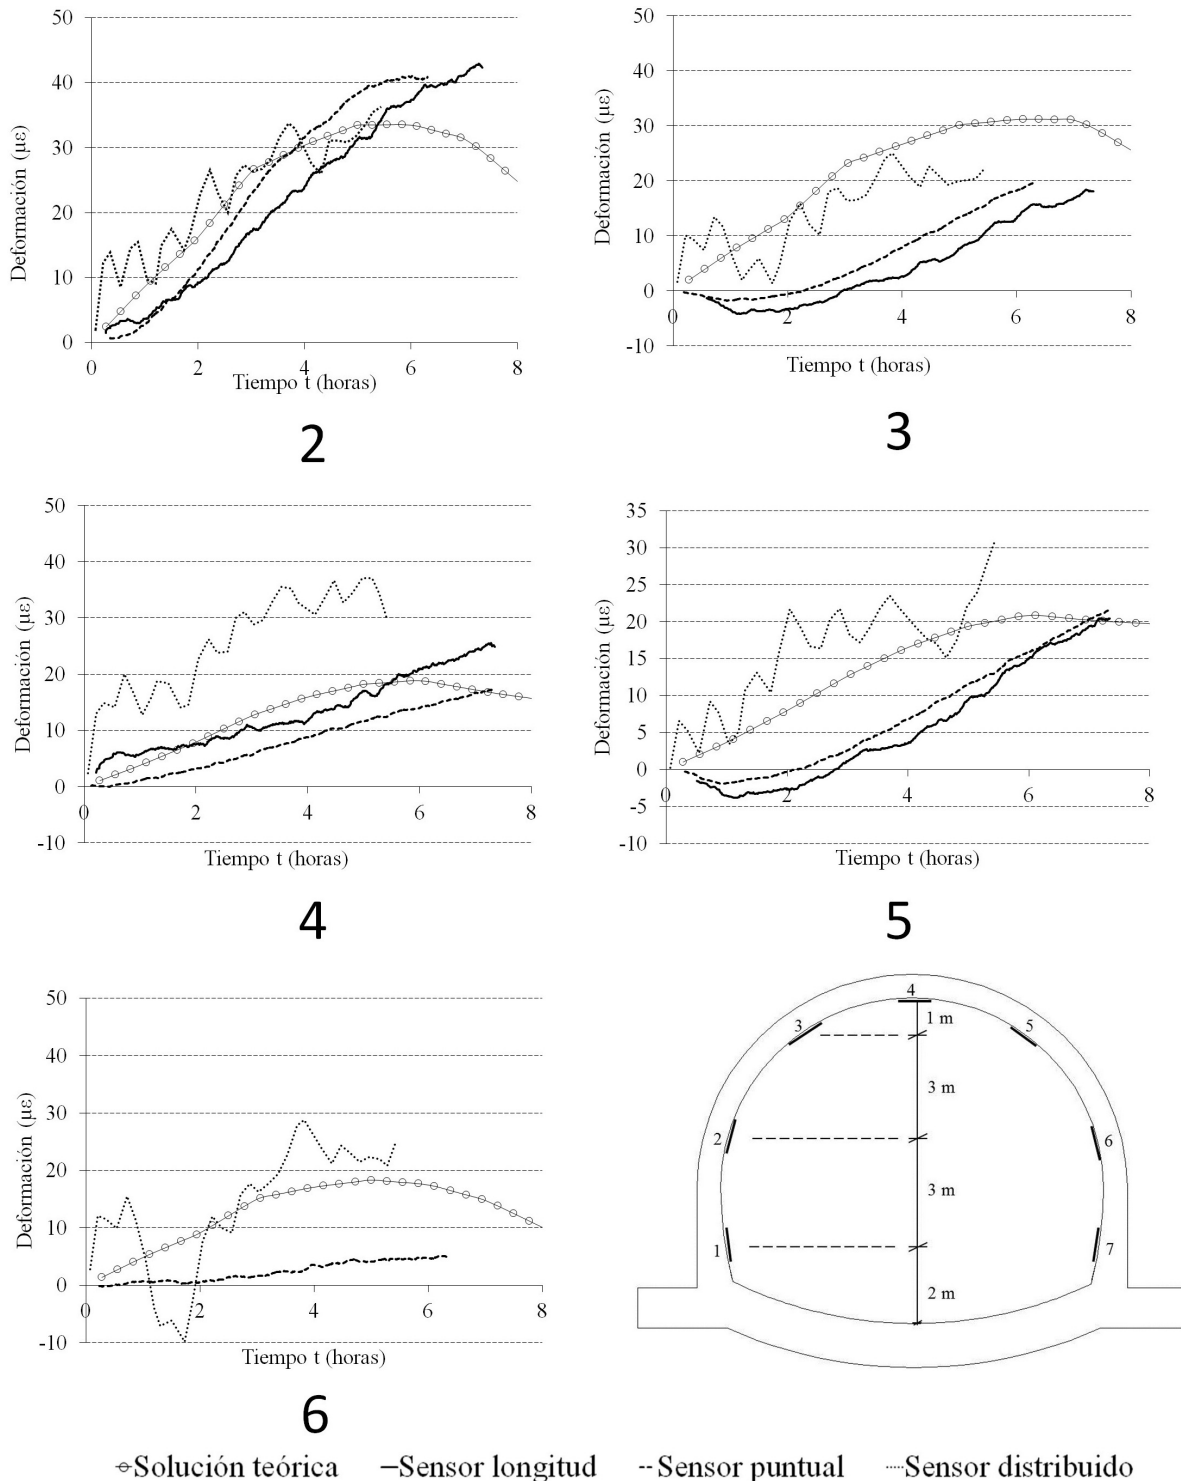 50
40
30
20
10
0
0 2 4 6 8
Deformación (με)
Tiempo t (horas)
2
50
40
30
20
10
0
-10
0 2 4 6 8
Deformación (με)
Tiempo t (horas)
3
50
40
30
20
10
0
-10
0 2 4 6 8
Deformación (με)
Tiempo t (horas)
4
35
30
25
20
15
10
5
0
-5
-10
0 2 4 6 8
Deformación (με)
Tiempo t (horas)
5
50
40
30
20
10
0
-10
0 2 4 6 8
Deformación (με)
Tiempo t (horas)
6
4
1 m
3 5
3 m
2 6
3 m
1 7
2 m
Solución teórica Sensor longitud Sensor puntual Sensor distribuido